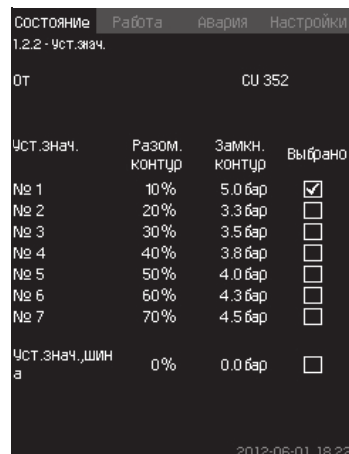 Состояние Работа Авария Настройки
1.2.2 - Уст.знач.
От CU 352
Уст.знач. Разом. контур Замкн. контур Выбрано
№ 1 10% 5.0 бар
№ 2 20% 3.3 бар
№ 3 30% 3.5 бар
№ 4 40% 3.8 бар
№ 5 50% 4.0 бар
№ 6 60% 4.3 бар
№ 7 70% 4.5 бар
Уст.знач.,шин
а 0% 0.0 бар
2012-06-01 18:22